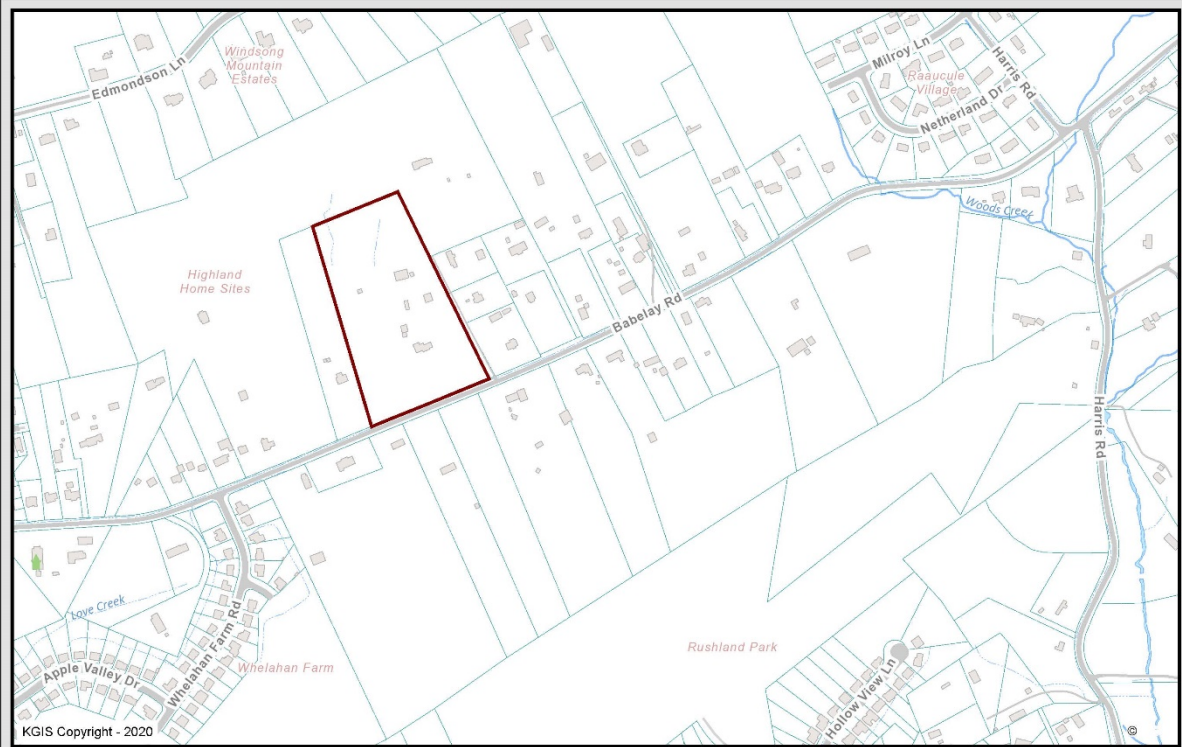 Edmondson Ln
Windsong
Mountain
Estates
Milroy Ln
Raaucule
Village
Harris Rd
Netherland Dr
Woods Creek
Highland
Home Sites
Babelay Rd
Harris Rd
Love Creek
Whelahan Farm Rd
Apple Valley Dr
Whelahan Farm
Rushland Park
Hollow View Ln
KGIS Copyright - 2020
©